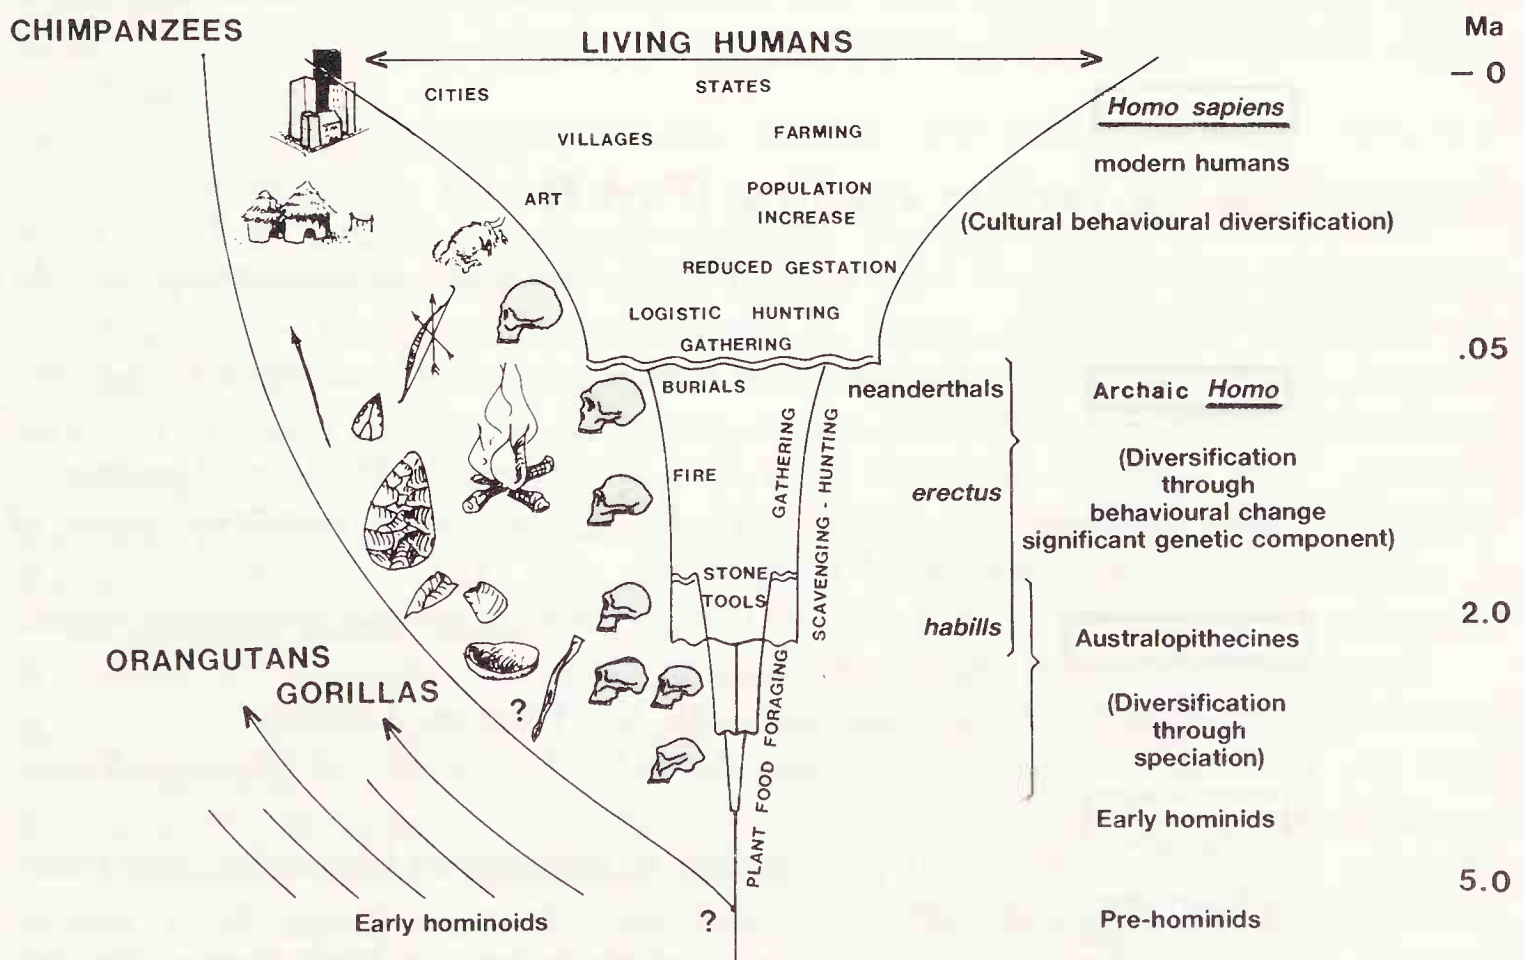 CHIMPANZEES
LIVING HUMANS
Ma
– 0
CITIES
STATES
Homo sapiens
VILLAGES
FARMING
modern humans
ART
POPULATION
INCREASE
(Cultural behavioural diversification)
REDUCED GESTATION
LOGISTIC HUNTING
GATHERING
.05
BURIALS
neanderthals
Archaic Homo
GATHERING
SCAVENGING - HUNTING
FIRE
erectus
(Diversification
through
behavioural change
significant genetic component)
STONE
TOOLS
habills
2.0
Australopithecines
ORANGUTANS
GORILLAS
?
PLANT FOOD FORAGING
(Diversification
through
speciation)
Early hominids
5.0
Early hominoids
?
Pre-hominids